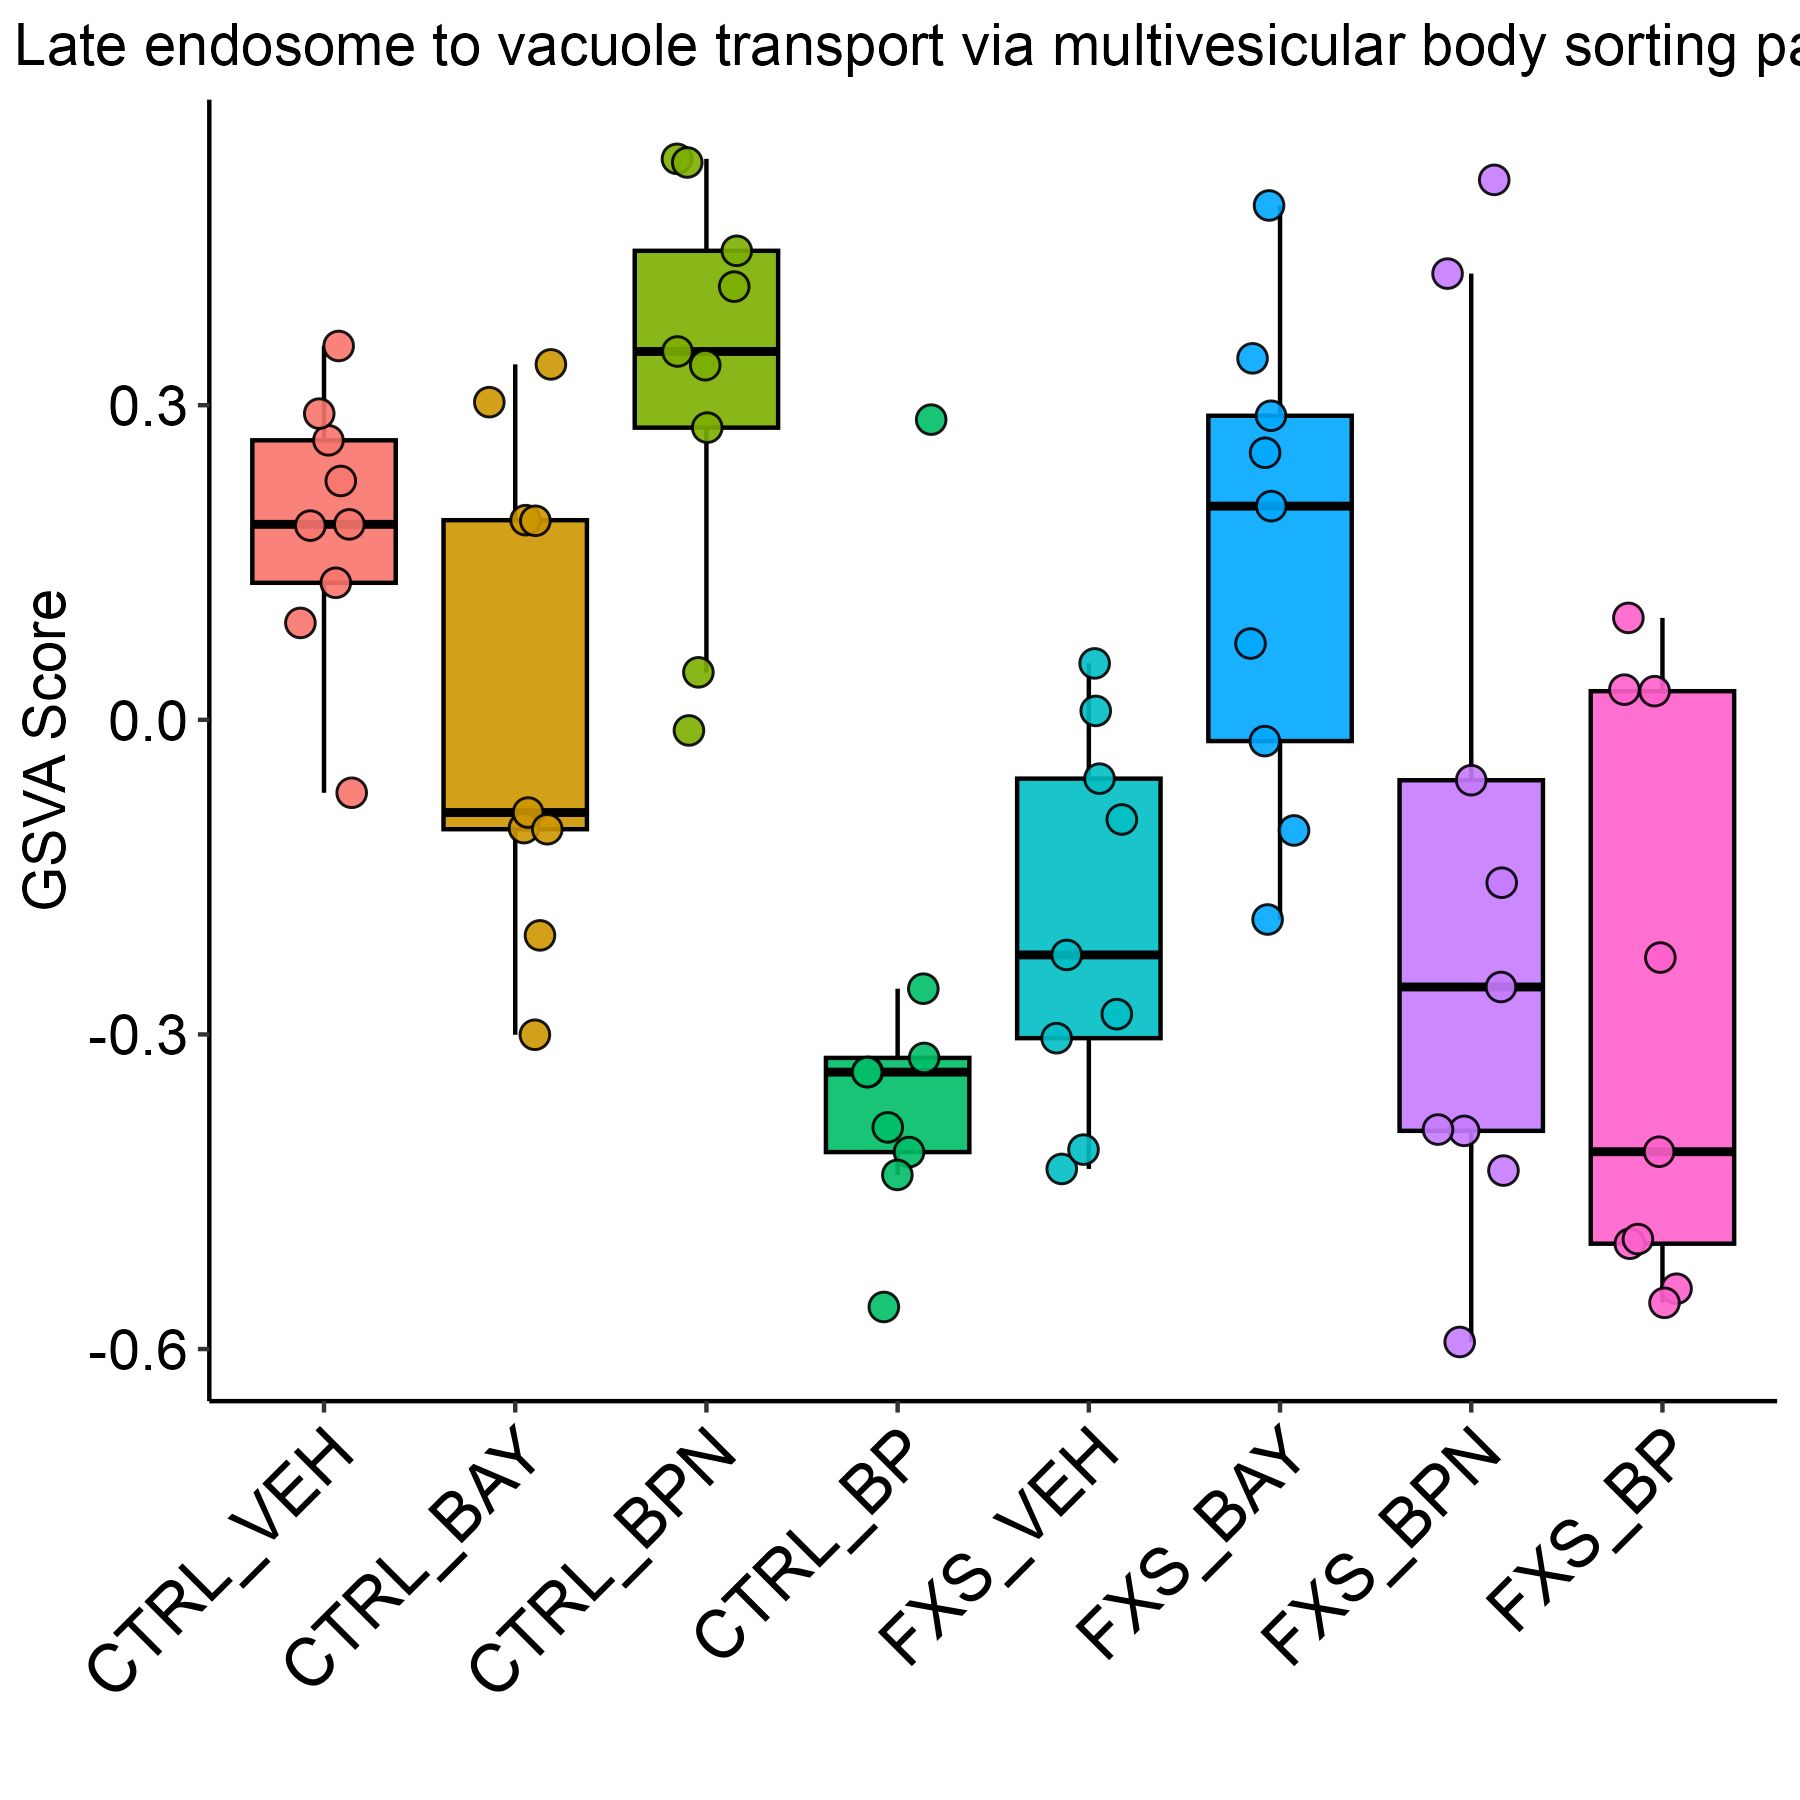 Late endosome to vacuole transport via multivesicular body sorting pa
GSVA Score
0.3
0.0
-0.3
-0.6
CTRL_VEH
CTRL_BAY
CTRL_BPN
CTRL_BP
FXS_VEH
FXS_BAY
FXS_BPN
FXS_BP